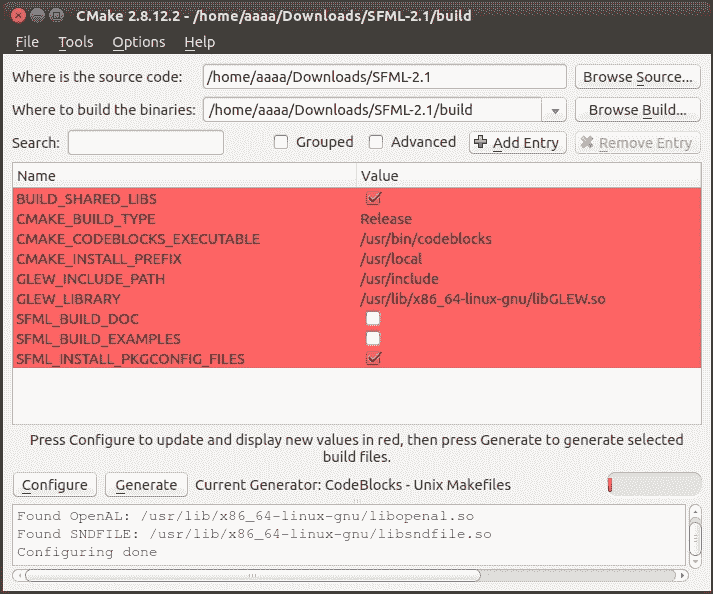 CMake 2.8.12.2 - /home/aaaa/Downloads/SFML-2.1/build
File Tools Options Help
Where is the source code: /home/aaaa/Downloads/SFML-2.1 Browse Source...
Where to build the binaries: /home/aaaa/Downloads/SFML-2.1/build Browse Build...
Search: Grouped Advanced Add Entry Remove Entry
Name Value
BUILD_SHARED_LIBS
CMAKE_BUILD_TYPE Release
CMAKE_CODEBLOCKS_EXECUTABLE /usr/bin/codeblocks
CMAKE_INSTALL_PREFIX /usr/local
GLEW_INCLUDE_PATH /usr/include
GLEW_LIBRARY /usr/lib/x86_64-linux-gnu/libGLEW.so
SFML_BUILD_DOC
SFML_BUILD_EXAMPLES
SFML_INSTALL_PKGCONFIG_FILES
Press Configure to update and display new values in red, then press Generate to generate selected
build files.
Configure Generate Current Generator: CodeBlocks - Unix Makefiles
Found OpenAL: /usr/lib/x86_64-linux-gnu/libopenal.so
Found SNDFILE: /usr/lib/x86_64-linux-gnu/libsndfile.so
Configuring done